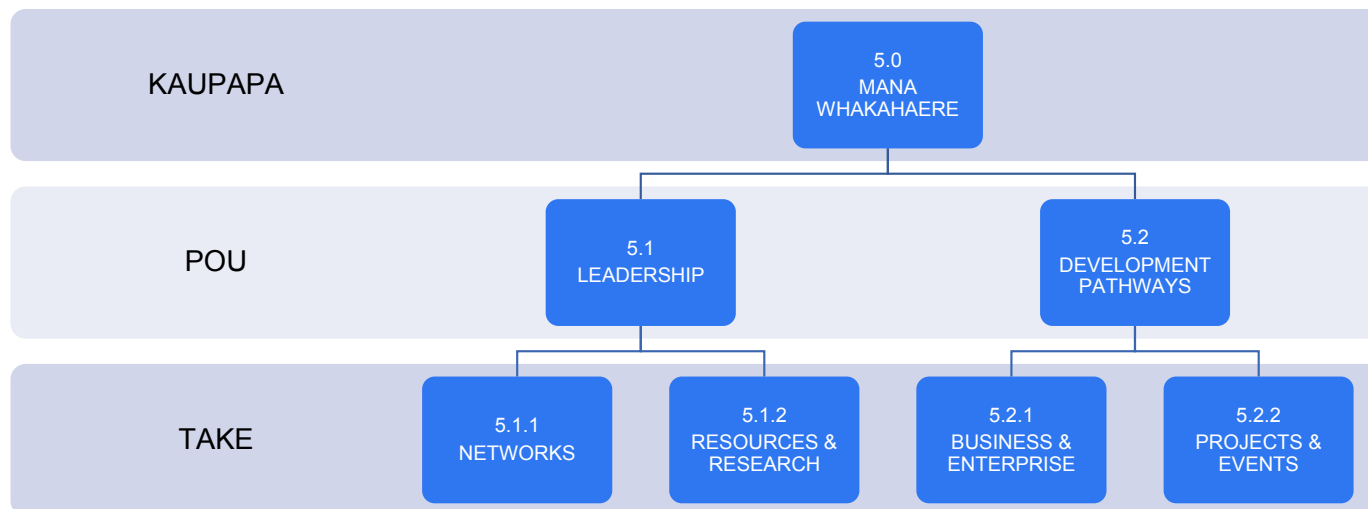 KAUPAPA
5.0
MANA
WHAKAHAERE
POU
5.1
LEADERSHIP
5.2
DEVELOPMENT
PATHWAYS
TAKE
5.1.1
NETWORKS
5.1.2
RESOURCES &
RESEARCH
5.2.1
BUSINESS &
ENTERPRISE
5.2.2
PROJECTS &
EVENTS